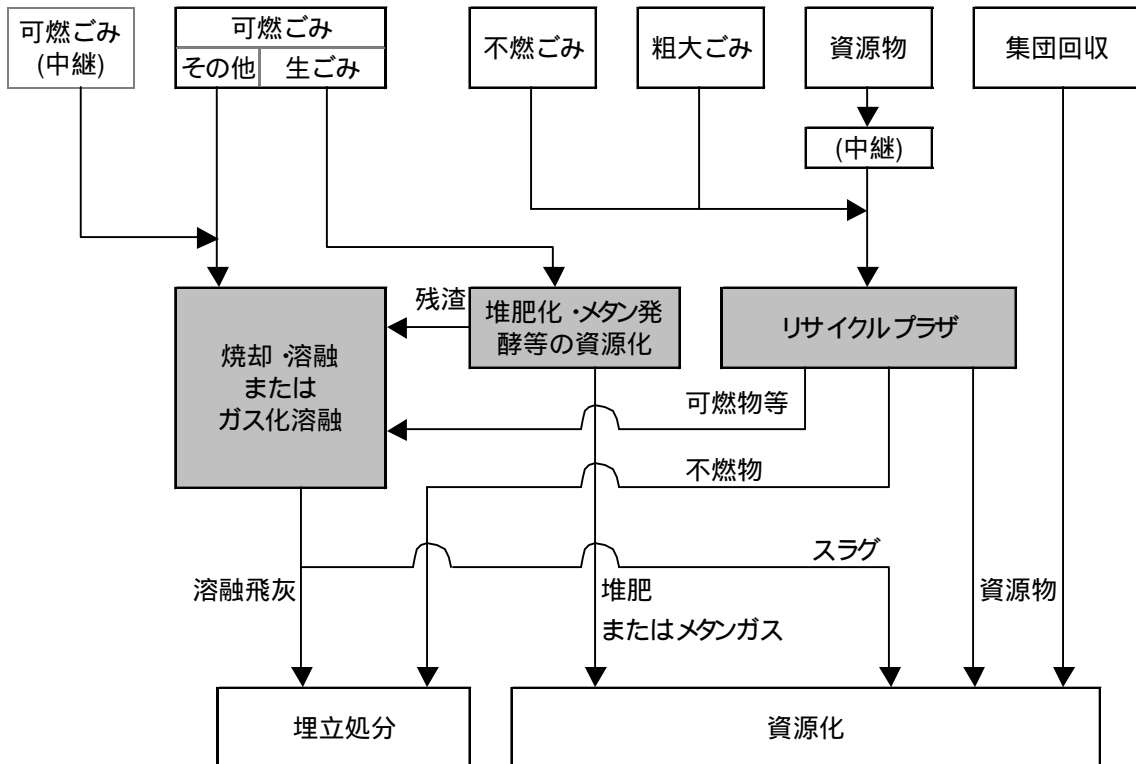 可燃ごみ
(中継)
可燃ごみ
その他
生ごみ
不燃ごみ
粗大ごみ
資源物
集団回収
(中継)
残渣
堆肥化・メタン発
酵等の資源化
リサイクルプラザ
焼却・溶融
または
ガス化溶融
可燃物等
不燃物
スラグ
溶融飛灰
堆肥
またはメタンガス
資源物
埋立処分
資源化